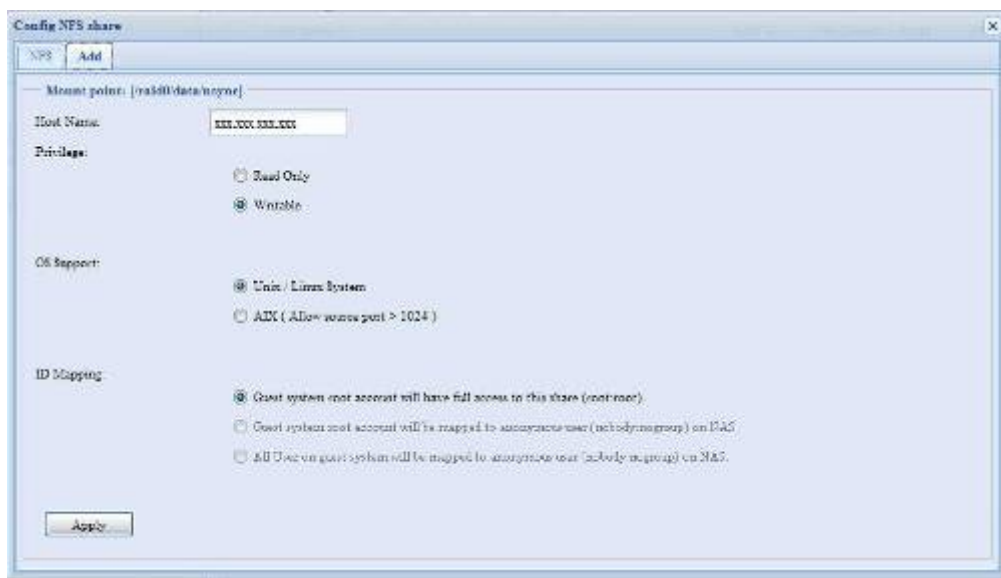 Config NFS share
NFS
Add
Mount point: [/raid0/data/nsync]
Host Name:
xxx.xxx.xxx.xxx
Privilege:
Read Only
Writable
OS Support:
Unix / Linux System
AIX ( Allow source port > 1024 )
ID Mapping:
Guest system root account will have full access to this share (root:root).
Guest system root account will be mapped to anonymous user (nobody:nogroup) on NAS
All User on guest system will be mapped to anonymous user (nobody:nogroup) on NAS.
Apply